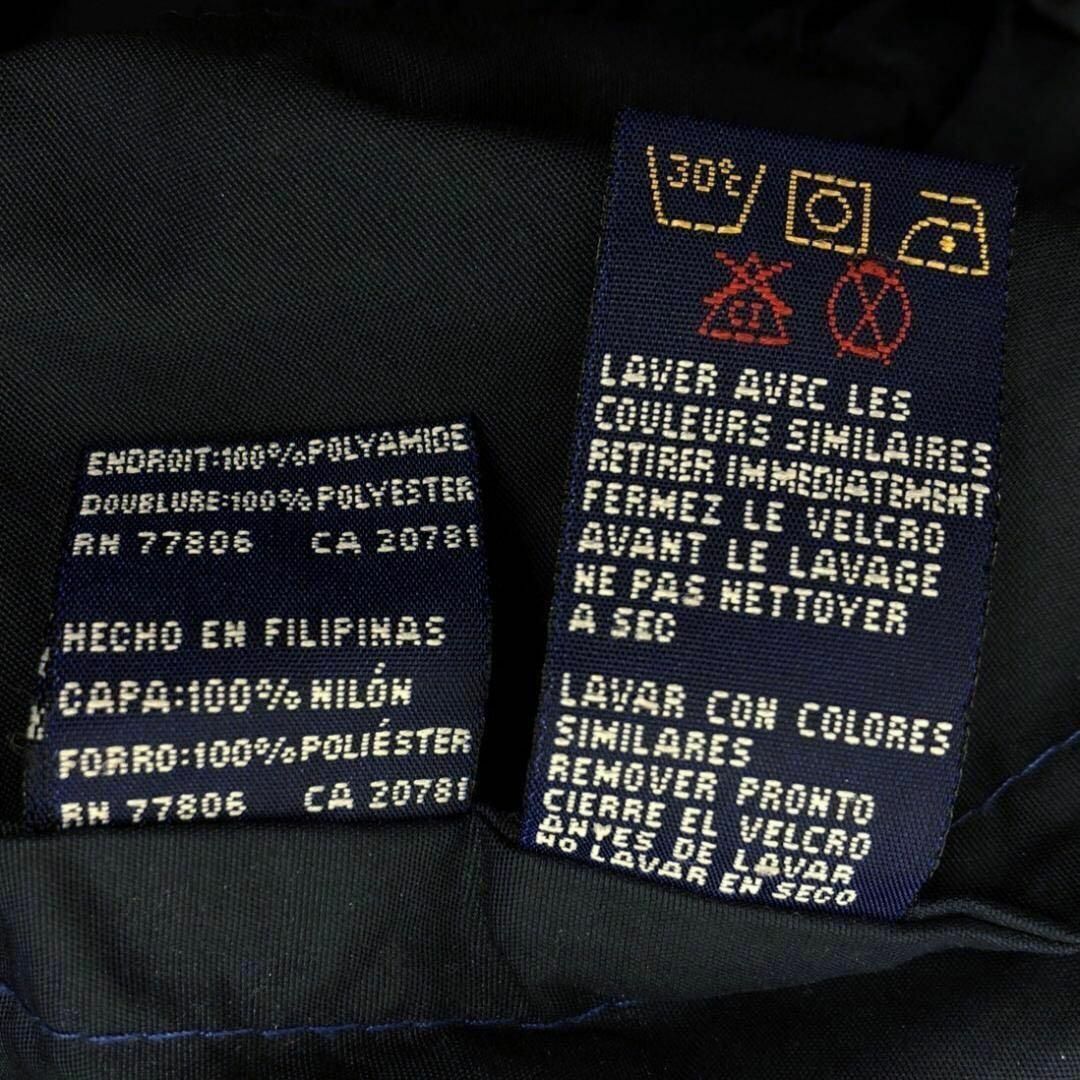 ENDROIT:100%POLYAMIDE
DOUBLURE:100%POLYESTER
RN 77806 CA 20781
HECHO EN FILIPINAS
CAPA:100% NILÓN
FORRO:100%POLIÉSTER
RN 77806 CA 20781
30℃
cl
LAVER AVEC LES
COULEURS SIMILAIRES
RETIRER IMMEDIATEMENT
FERMEZ LE VELCRO
AVANT LE LAVAGE
NE PAS NETTOYER
A SEC
LAVAR CON COLORES
SIMILARES
REMOVER PRONTO
CIERRE EL VELCRO
ANYES DE LAVAR
NO LAVAR EN SECO